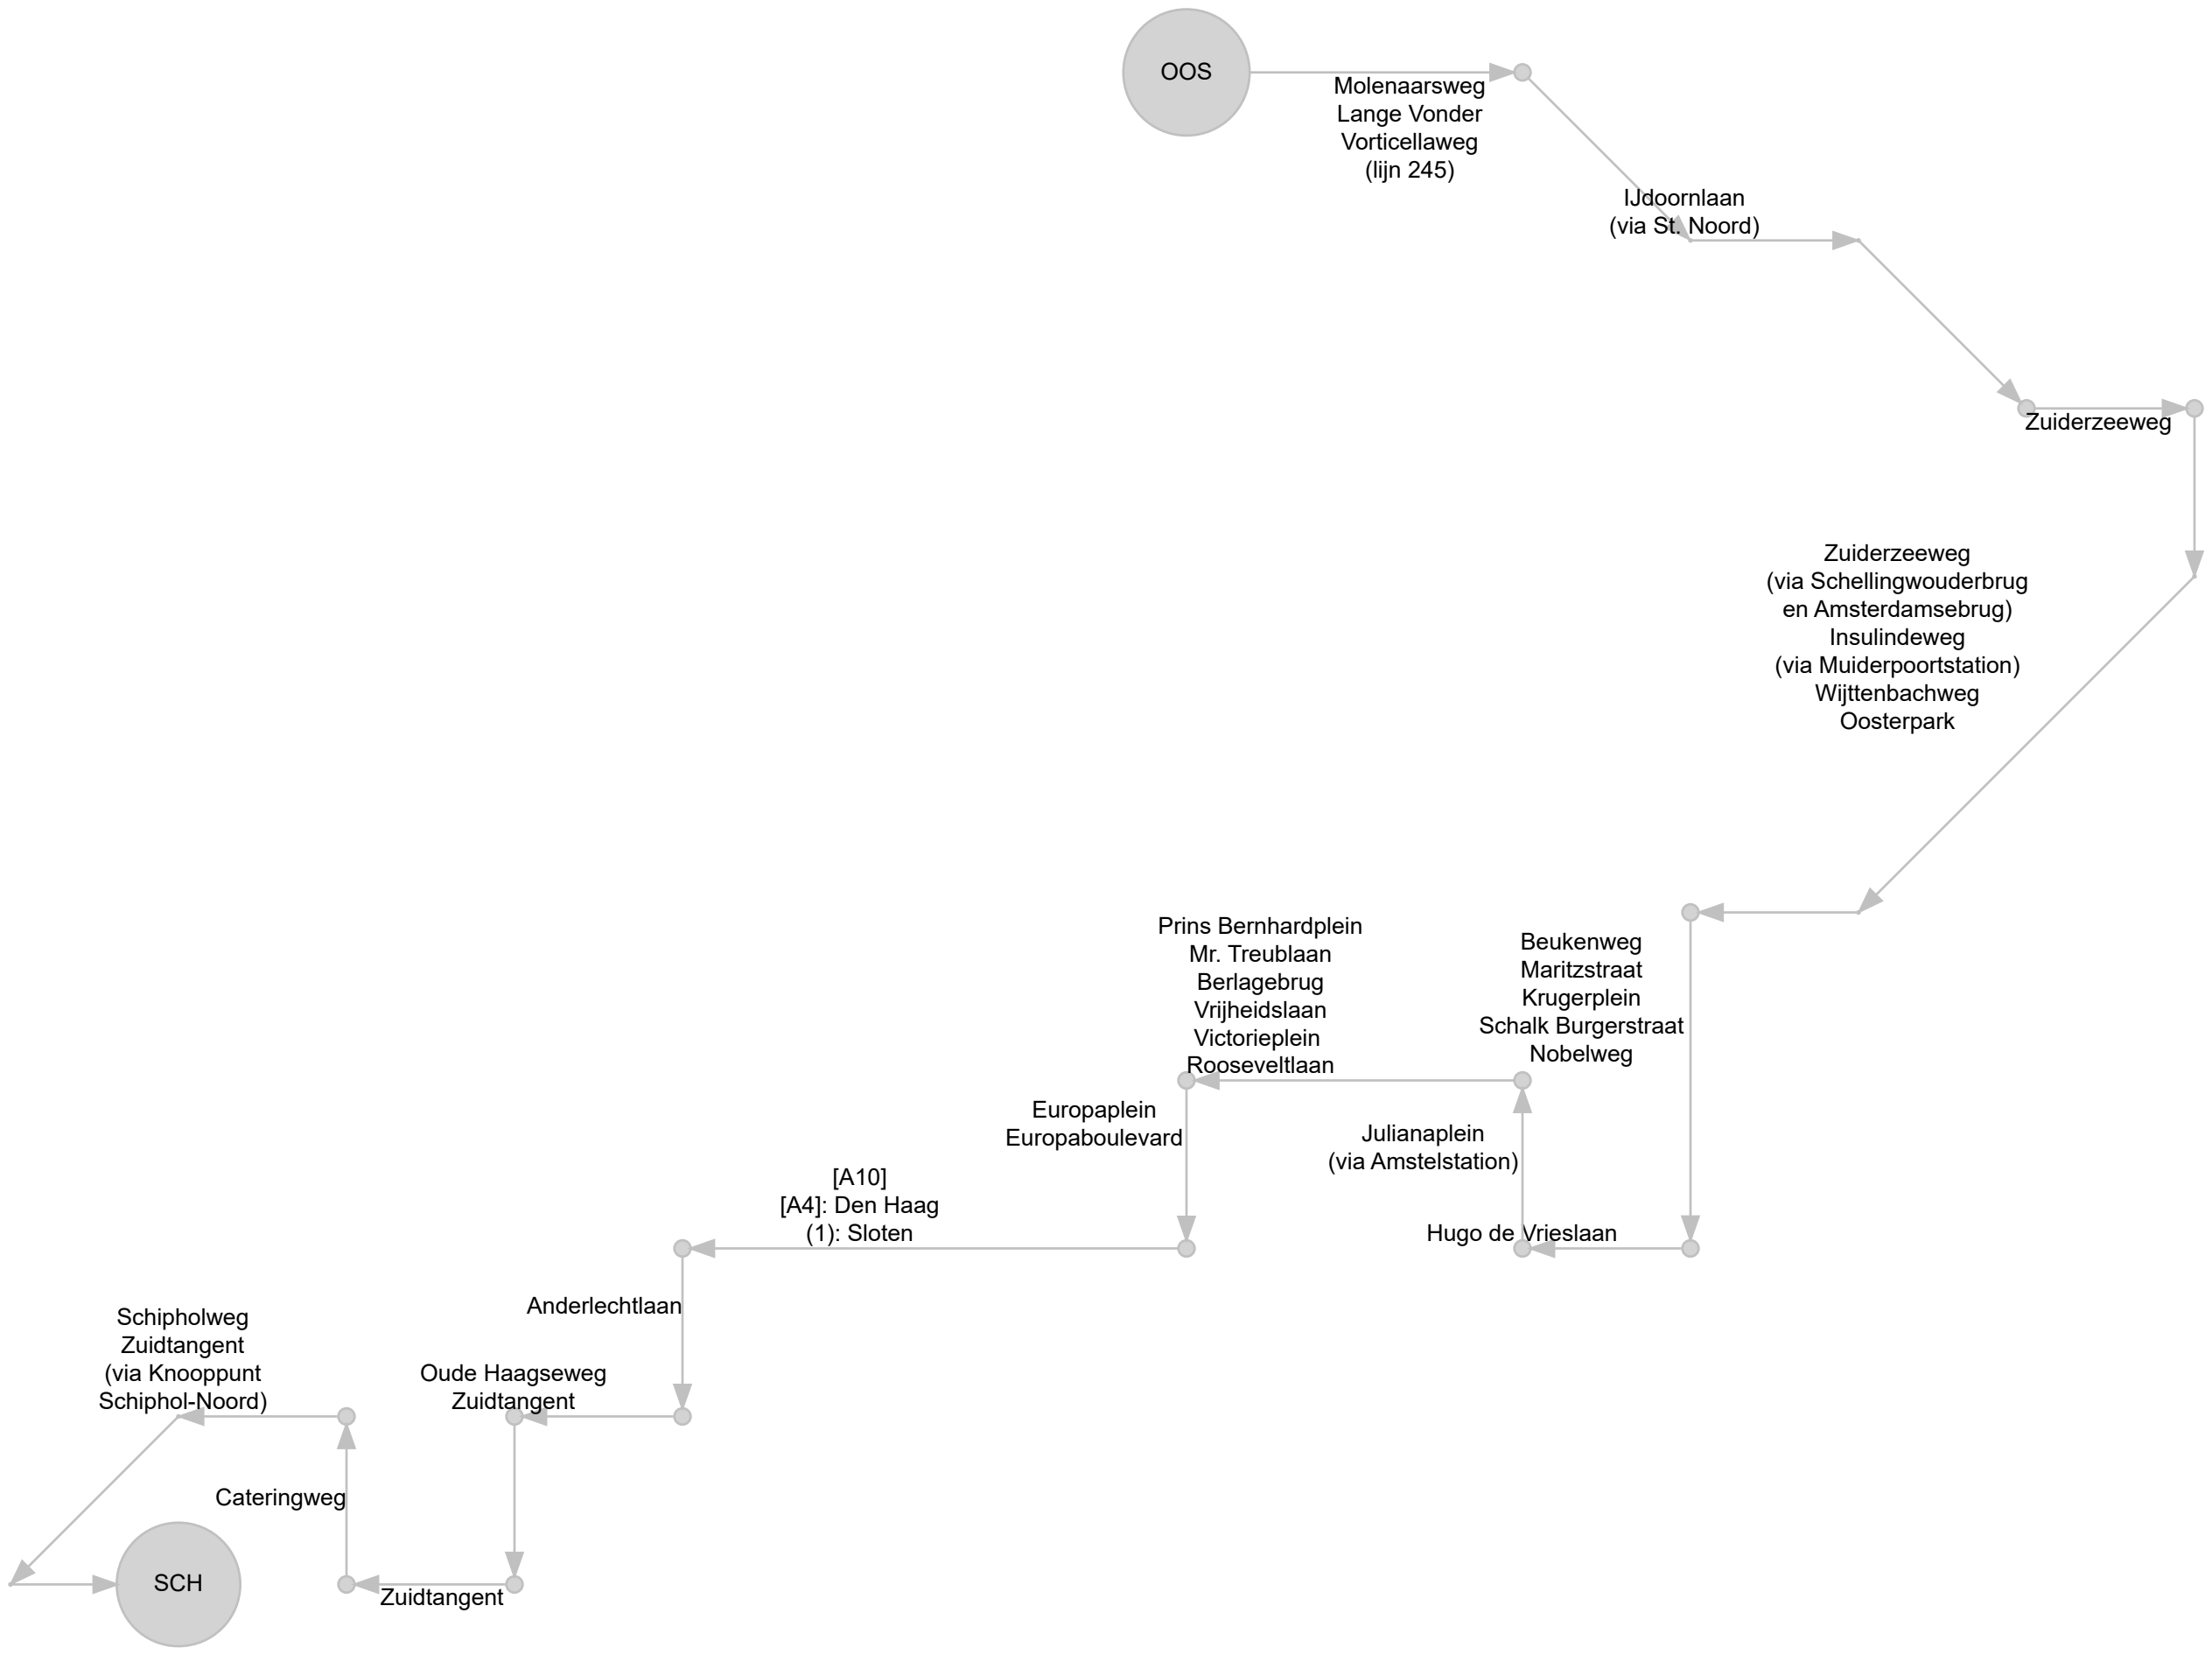 OOS
Molenaarsweg
Lange Vonder
Vorticellaweg
(lijn 245)
IJdoornlaan
(via St. Noord)
Zuiderzeeweg
Zuiderzeeweg
(via Schellingwouderbrug
en Amsterdamsebrug)
Insulindeweg
(via Muiderpoortstation)
Wijttenbachweg
Oosterpark
Beukenweg
Maritzstraat
Krugerplein
Schalk Burgerstraat
Nobelweg
Hugo de Vrieslaan
Julianaplein
(via Amstelstation)
Prins Bernhardplein
Mr. Treublaan
Berlagebrug
Vrijheidslaan
Victorieplein
Rooseveltlaan
Europaplein
Europaboulevard
[A10]
[A4]: Den Haag
(1): Sloten
Anderlechtlaan
Oude Haagseweg
Zuidtangent
Zuidtangent
Cateringweg
Schipholweg
Zuidtangent
(via Knooppunt
Schiphol-Noord)
SCH